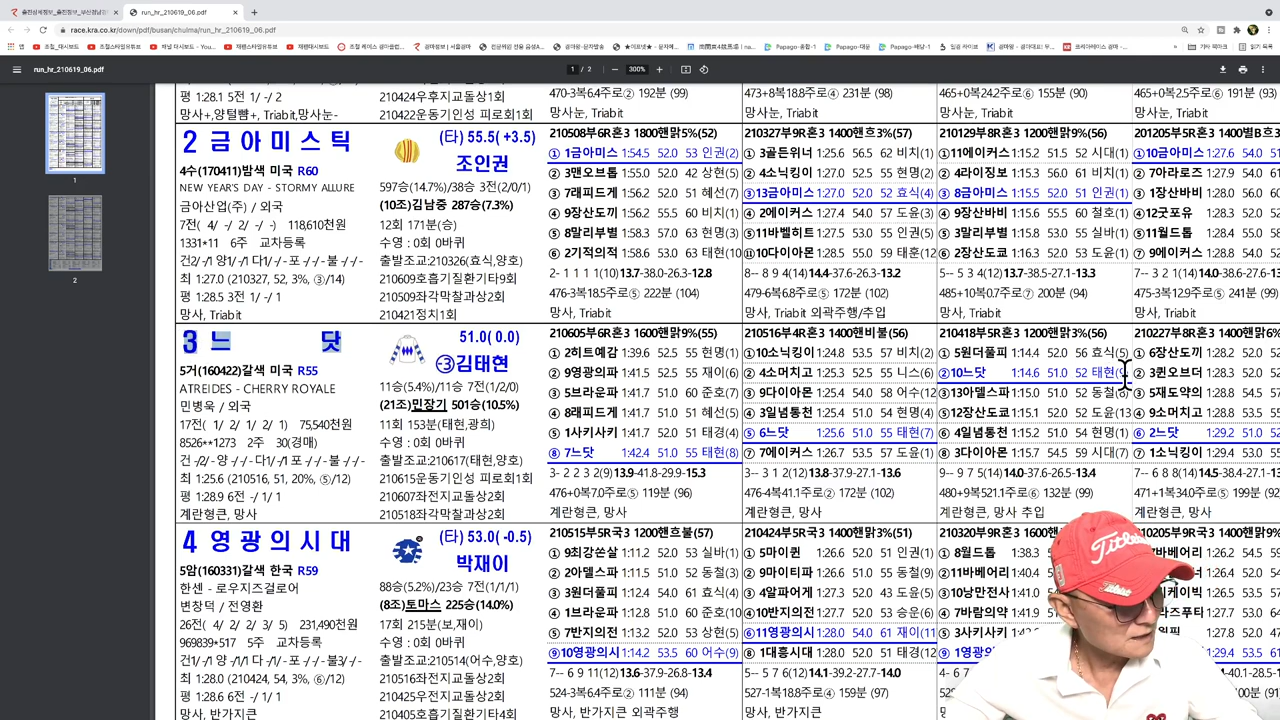 출전상세정보_출전정보_부산경남경
run_hr_210619_06.pdf
race.kra.co.kr/down/pdf/busan/chulma/run_hr_210619_06.pdf
run_hr_210619_06.pdf
1 / 2
300%
1
2
평 1:28.1 5전 1/ -/ 2
망사+,양털뺨+, Triabit,망사눈-
210424우후지교돌상1회
210422운동기인성 피로회1회
470-3복6.4주로② 192분 (99)
망사눈
473-8복18.8주로④ 231분 (98)
465+0복24.2주로⑥ 155분 (90)
465+0복2.5주로⑥ 191분 (93)
2 금 아 미 스 틱
(타) 55.5( +3.5)
조인권
4수(170411)밤색 미국 R60
NEW YEAR'S DAY - STORMY ALLURE
금아산업(주) / 외국
7전( 4/ -/ 2/ -/ -) 118,610천원
1331*11 6주 교차등록
건2/-/1 양1/-/1 다1/-/1 포-/-/- 불-/-/-
최 1:27.0 (210327, 52, 3%, ③/14)
평 1:28.5 3전 1/ -/ 1
망사, Triabit
597승(14.7%)/38승 3전(2/0/1)
(10조)김남중 287승(7.3%)
12회 171분(승)
수영 : 0회 0바퀴
출발조교:210326(효식,양호)
210609호흡기질환기타9회
210509좌각막찰과상2회
210421정치1회
210508부6R혼3 1800핸맑5%(52)
① 1금아미스 1:54.5 52.0 53 인권(2)
② 3맨오브더 1:55.0 52.0 42 상현(5)
③ 7래피드게 1:56.2 52.0 53 혜선(7)
④ 9장산도끼 1:56.2 55.5 60 비치(1)
⑤ 8말리부별 1:58.3 57.0 63 현명(3)
⑥ 2기적의적 1:58.6 53.0 63 태현(10
2- 1 1 1 1(10) 13.7-38.0-26.3-12.8
476-3복18.5주로⑤ 222분 (104)
망사, Triabit
210327부9R혼3 1400핸흐3%(57)
① 3골든위너 1:25.6 56.5 62 비치(1)
② 4소닉킹이 1:25.7 52.5 55 현명(2)
③13금아미스 1:27.0 52.0 52 효식(4)
④ 2에이커스 1:27.4 54.0 57 도윤(3)
⑤11바벨히트 1:27.5 53.0 55 시대(5)
⑪10다이아몬 1:28.5 57.0 60 태훈(12
8-- 8 9 4(14) 14.4-37.6-26.3-13.2
479-6복6.8주로⑤ 172분 (102)
망사, Triabit 외곽주행/추입
210129부8R혼3 1200핸맑9%(56)
①11에이커스 1:15.2 51.5 54 시대(1)
② 4라이징보 1:15.3 56.0 61 비치(1)
③ 8금아미스 1:15.5 52.0 51 인권(1)
④ 9장산바비 1:15.6 55.5 60 철호(1)
⑤ 3말리부별 1:15.8 53.0 55 실바(1)
⑥ 2장산도쿄 1:16.3 52.0 53 도윤(1)
5-- 5 3 4(12) 13.7-38.5-27.1-13.3
485+10복0.7주로⑦ 200분 (94)
망사, Triabit
201205부5R혼3 1400별B흐3
①10금아미스 1:27.6 54.0
② 7아라로즈 1:27.9 54.0
③ 1장산바비 1:28.0 56.0
④12굿포유 1:28.3 52.0
⑤11월드톱 1:28.4 55.0
⑦ 9에이커스 1:28.8 56.0
7-- 3 2 1(14) 14.0-38.6-27.6
475-3복12.9주로⑤ 241분 (99)
망사, Triabit
3 느 닷
51.0( 0.0)
③김태현
5거(160422)갈색 미국 R55
ATREIDES - CHERRY ROYALE
민병욱 / 외국
17전( 1/ 2/ 1/ 2/ 1) 75,540천원
8526**1273 2주 30(경매)
건 -/2/- 양 -/-/- 다1/-/1 포-/-/- 불-/-/-
최 1:25.6 (210516, 51, 20%, ⑤/12)
평 1:28.9 6전 -/ -/ 1
계란형큰, 망사
11승(5.4%)/11승 7전(1/2/0)
(21조)민장기 501승(10.5%)
11회 153분(태현,광희)
수영 : 0회 0바퀴
출발조교:210617(태현,양호)
210615운동기인성 피로회1회
210607좌전지교돌상1회
210518좌각막찰과상2회
210605부6R혼3 1600핸맑9%(55)
① 2히트예감 1:39.6 52.5 55 현명(1)
② 9영광의파 1:41.5 52.5 55 재이(6)
③ 5브라운파 1:41.7 51.0 60 동철(2)
④ 8래피드게 1:41.7 51.0 51 혜선(5)
⑤ 1사키사키 1:41.7 52.0 51 태경(4)
⑧ 7느닷 1:42.4 51.0 55 태현(8)
3- 2 2 3 2(9) 13.9-41.8-29.9-15.3
476+0복7.0주로⑤ 119분 (96)
계란형큰, 망사
210516부4R혼3 1400핸비불(56)
①10소닉킹이 1:24.8 53.5 57 비치(2)
② 4소머치고 1:25.3 51.0 55 니스(6)
③ 9다이아몬 1:25.4 54.0 58 효식(2)
④ 3일념통천 1:25.4 51.0 54 현명(4)
⑤ 6느닷 1:25.6 51.0 55 태현(7)
⑦ 7에이커스 1:26.7 53.5 57 도윤(1)
1-- 3 2 1(12) 13.8-37.9-27.1-13.6
476-4복41.1주로② 172분 (102)
계란형큰, 망사
210418부5R혼3 1200핸맑3%(56)
① 5원더풀피 1:14.4 52.0 56 효식(5)
②10느닷 1:14.6 51.0 52 태현(9
③13아델스파 1:15.0 51.0 52 동철(8)
⑤12장산도쿄 1:15.1 52.0 52 도윤(13
⑥ 4일념통천 1:15.2 51.0 54 현명(1)
⑧ 3다이아몬 1:15.7 54.5 59 시대(7)
9-- 9 7 5(14) 14.0-37.6-26.5-13.4
480+9복521.1주로⑥ 132분 (99)
계란형큰, 망사 추입
210227부8R혼3 1400핸맑6%
① 6장산도끼 1:28.2 52.0
② 3퀸오브더 1:28.3 52.0
③ 5재도약의 1:28.8 53.5
④ 9소머치고 1:28.8 54.5
⑥ 2느닷 1:29.2 51.0
⑦ 1소닉킹이 1:29.4 54.0
7-- 6 8 8(14) 14.5-38.4-27.1
471+1복34.0주로⑤ 199분 (92
계란형큰, 망사
4 영 광 의 시 대
(타) 53.0( -0.5)
박재이
5암(160331)갈색 한국 R59
한센 - 로우지즈걸로어
변창덕 / 전영환
26전( 4/ 2/ 2/ 3/ 5) 231,490천원
969839*517 5주 교차등록
건1/-/1 양 -/1/1 다 -/-/1 포 -/-/- 불3/-/-
최 1:28.0 (210424, 54, 3%, ⑥/12)
평 1:28.6 6전 -/ -/ 1
망사, 반가지큰
88승(5.2%)/23승 7전(1/1/1)
(8조)토마스 225승(14.0%)
17회 215분(보,재이)
수영 : 0회 0바퀴
출발조교:210514(어수,양호)
210516좌전지교돌상2회
210425우전지교돌상2회
210405호흡기질환기타4회
210515부5R국3 1200핸흐불(57)
① 9최강쏜살 1:11.2 52.0 53 실바(1)
② 2아델스파 1:11.5 52.0 53 동철(3)
③ 3원더풀피 1:12.4 54.0 61 효식(4)
④ 1브라운파 1:12.8 54.0 60 준호(10
⑤ 7반지의전 1:13.2 52.0 53 상현(5)
⑨10영광의시 1:14.2 53.5 60 어수(9)
7-- 6 9 11(12) 13.6-37.9-26.8-13.4
524-3복6.4주로② 111분 (94)
망사, 반가지큰 외곽주행
210424부5R국3 1400핸맑3%(51)
① 5마이퀸 1:26.6 52.0 51 인권(1)
② 9마이티파 1:26.6 52.0 55 동철(9)
③ 4알파어게 1:27.3 52.0 43 동철(5)
④10반지의전 1:27.7 52.0 54 승운(6)
⑥11영광의시 1:28.0 54.0 61 재이(11
⑧ 1대흥시대 1:28.0 52.0 51 태경(12
5-- 5 7 6(12) 14.1-39.2-27.7-14.0
527-1복18.8주로④ 159분 (97)
망사, 반가지큰
210320부9R국3 16
① 8월드톱 1:38.3
②11바베어리 1:40.4
③10낭만전사 1:41.0
④ 7바람의약 1:41.9
⑤ 3사키사키 1:42
⑨ 1영광의
Titleist